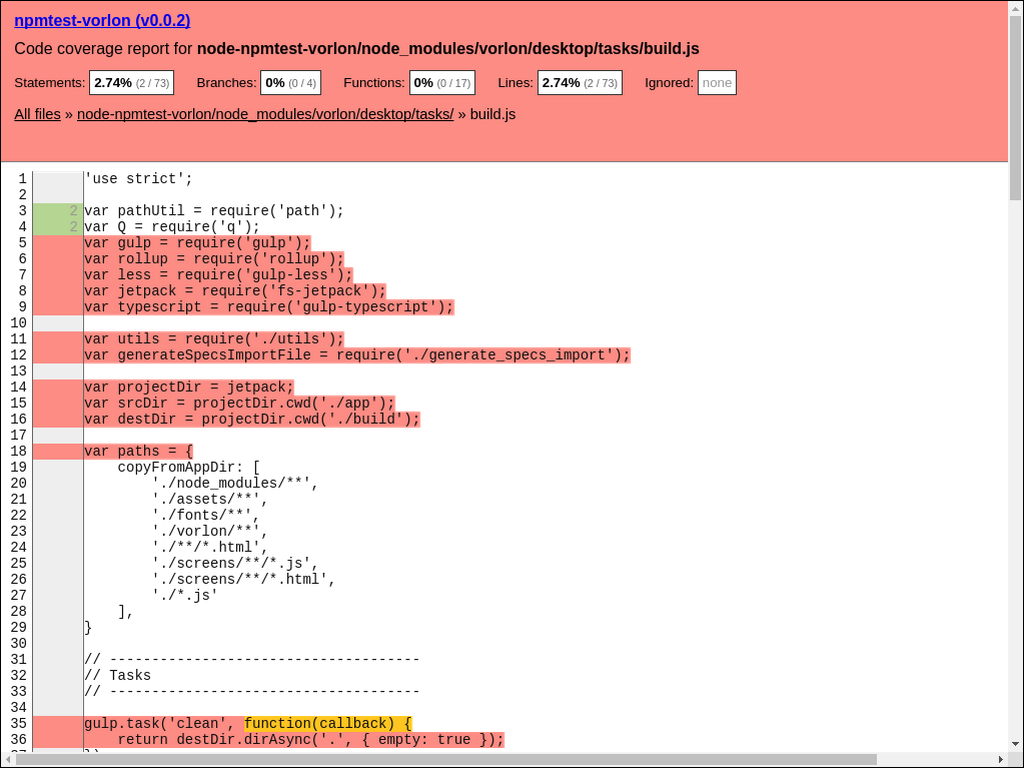 npmtest-vorlon (v0.0.2)
Code coverage report for node-npmtest-vorlon/node_modules/vorlon/desktop/tasks/build.js
Statements: 2.74% (2 / 73) Branches: 0% (0 / 4) Functions: 0% (0 / 17) Lines: 2.74% (2 / 73) Ignored: none
All files » node-npmtest-vorlon/node_modules/vorlon/desktop/tasks/ » build.js
1 'use strict';
2
3 2 var pathUtil = require('path');
4 2 var Q = require('q');
5 var gulp = require('gulp');
6 var rollup = require('rollup');
7 var less = require('gulp-less');
8 var jetpack = require('fs-jetpack');
9 var typescript = require('gulp-typescript');
10
11 var utils = require('./utils');
12 var generateSpecsImportFile = require('./generate_specs_import');
13
14 var projectDir = jetpack;
15 var srcDir = projectDir.cwd('./app');
16 var destDir = projectDir.cwd('./build');
17
18 var paths = {
19     copyFromAppDir: [
20         './node_modules/**',
21         './assets/**',
22         './fonts/**',
23         './vorlon/**',
24         './**/*.html',
25         './screens/**/*.js',
26         './screens/**/*.html',
27         './*.js'
28     ],
29 }
30
31 // -------------------------------------
32 // Tasks
33 // -------------------------------------
34
35 gulp.task('clean', function(callback) {
36     return destDir.dirAsync('.', { empty: true });